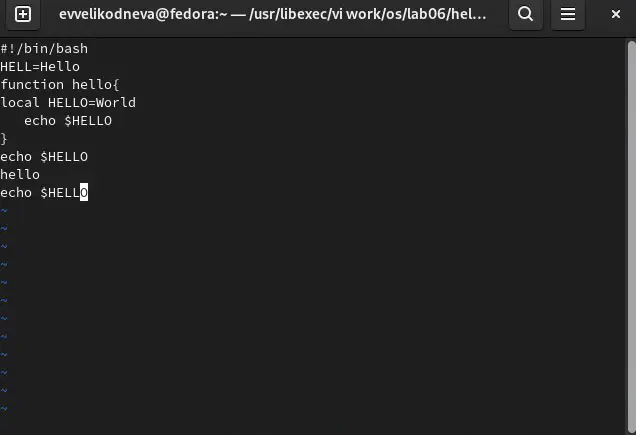 evvelikodneva@fedora:~ — /usr/libexec/vi work/os/lab06/hel...
#!/bin/bash
HELL=Hello
function hello{
local HELLO=World
   echo $HELLO
}
echo $HELLO
hello
echo $HELLO
~
~
~
~
~
~
~
~
~
~
~
~